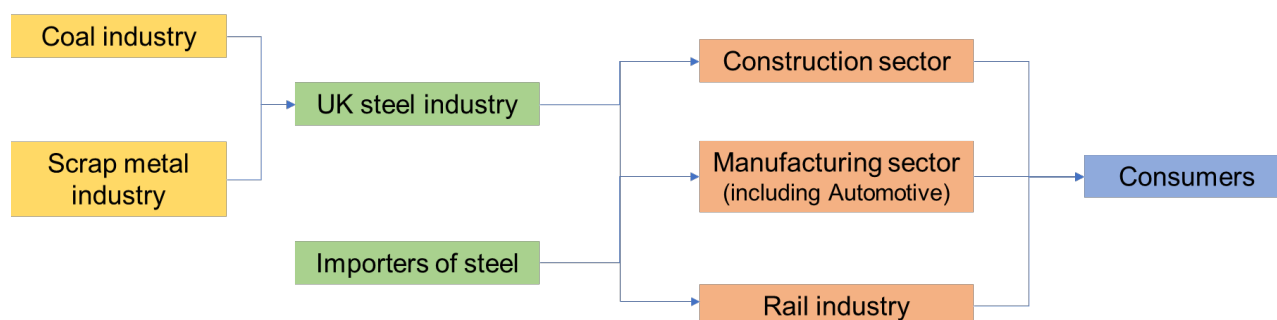 Coal industry
Scrap metal
industry
UK steel industry
Importers of steel
Construction sector
Manufacturing sector
(including Automotive)
Rail industry
Consumers